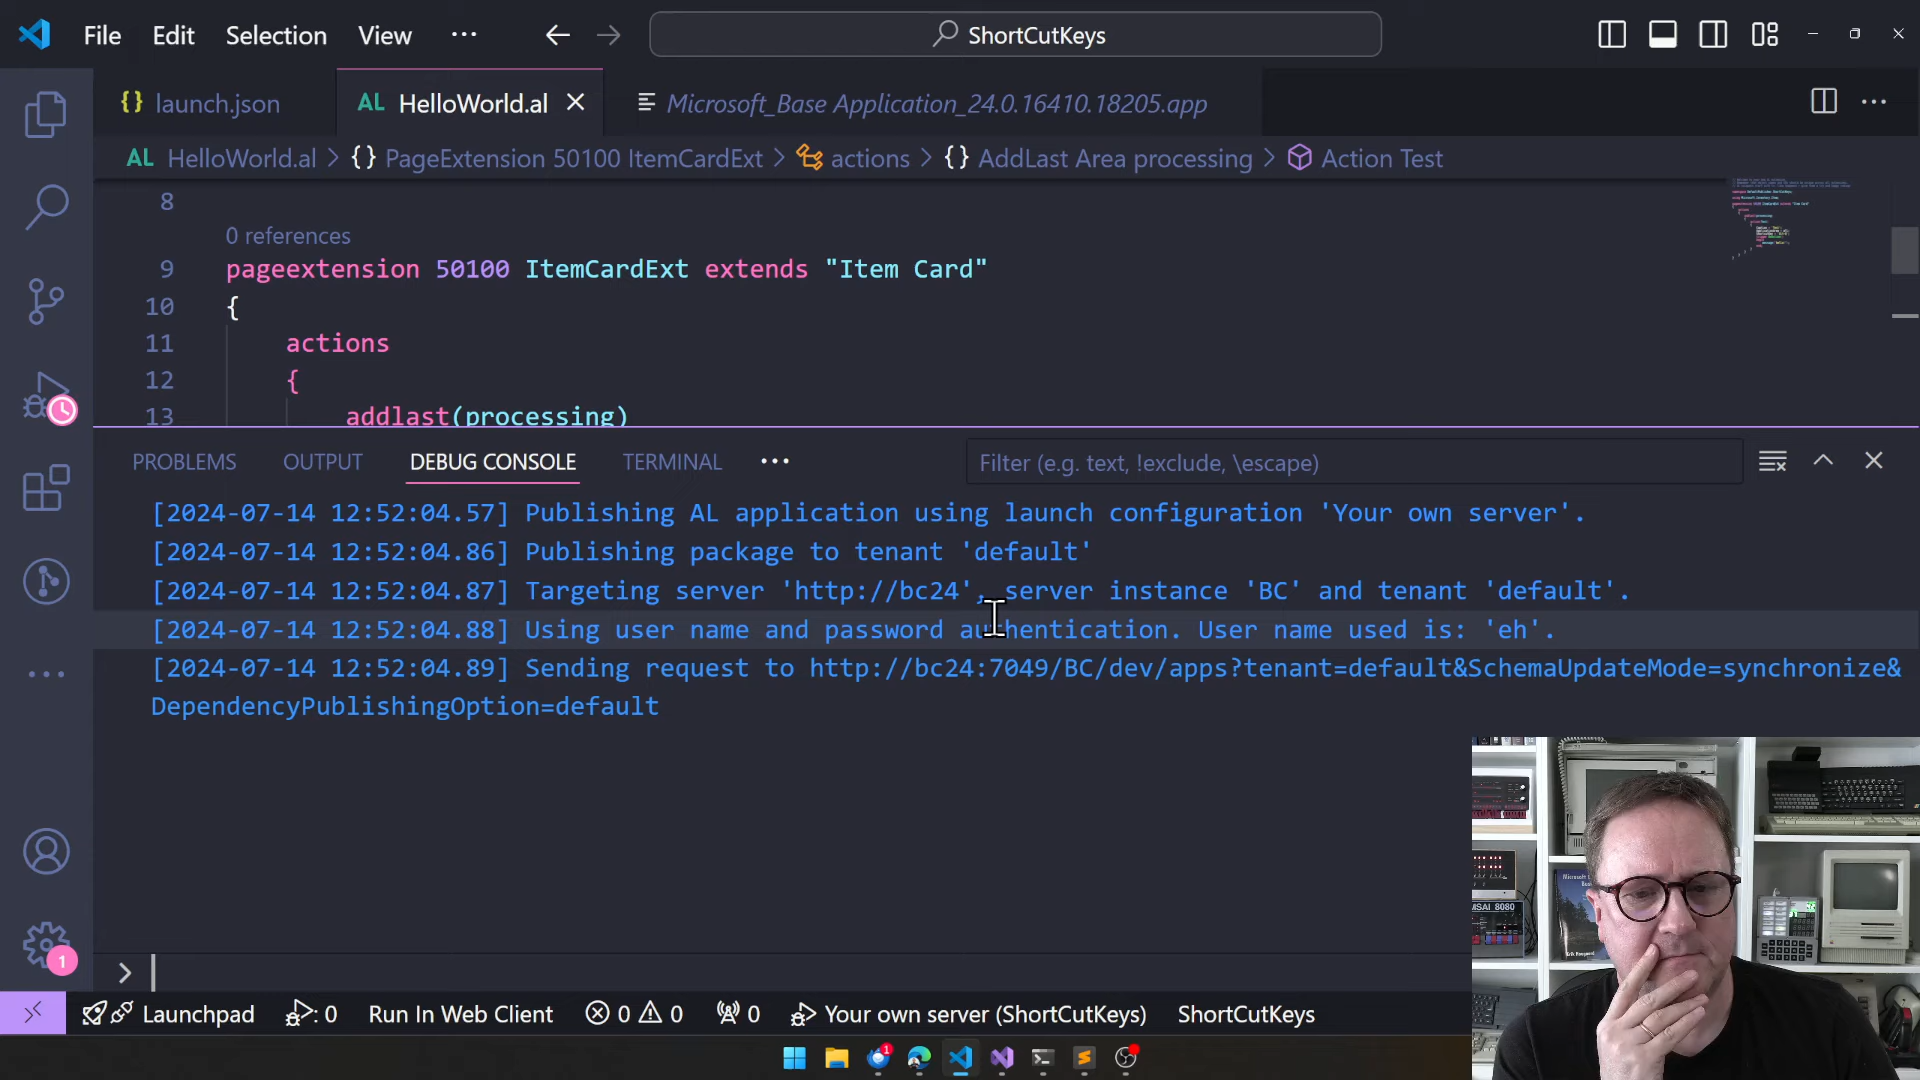 File Edit Selection View ··· ShortCutKeys
launch.json
AL HelloWorld.al
Microsoft_Base Application_24.0.16410.18205.app
AL HelloWorld.al > {} PageExtension 50100 ItemCardExt > actions > {} AddLast Area processing > Action Test
8
0 references
9 pageextension 50100 ItemCardExt extends "Item Card"
10 {
11 actions
12 {
13 addlast(processing)
PROBLEMS OUTPUT DEBUG CONSOLE TERMINAL ··· Filter (e.g. text, !exclude, \escape)
[2024-07-14 12:52:04.57] Publishing AL application using launch configuration 'Your own server'.
[2024-07-14 12:52:04.86] Publishing package to tenant 'default'
[2024-07-14 12:52:04.87] Targeting server 'http://bc24', server instance 'BC' and tenant 'default'.
[2024-07-14 12:52:04.88] Using user name and password authentication. User name used is: 'eh'.
[2024-07-14 12:52:04.89] Sending request to http://bc24:7049/BC/dev/apps?tenant=default&SchemaUpdateMode=synchronize&
DependencyPublishingOption=default
>
1
Launchpad : 0 Run In Web Client 0 0 0 Your own server (ShortCutKeys) ShortCutKeys
1